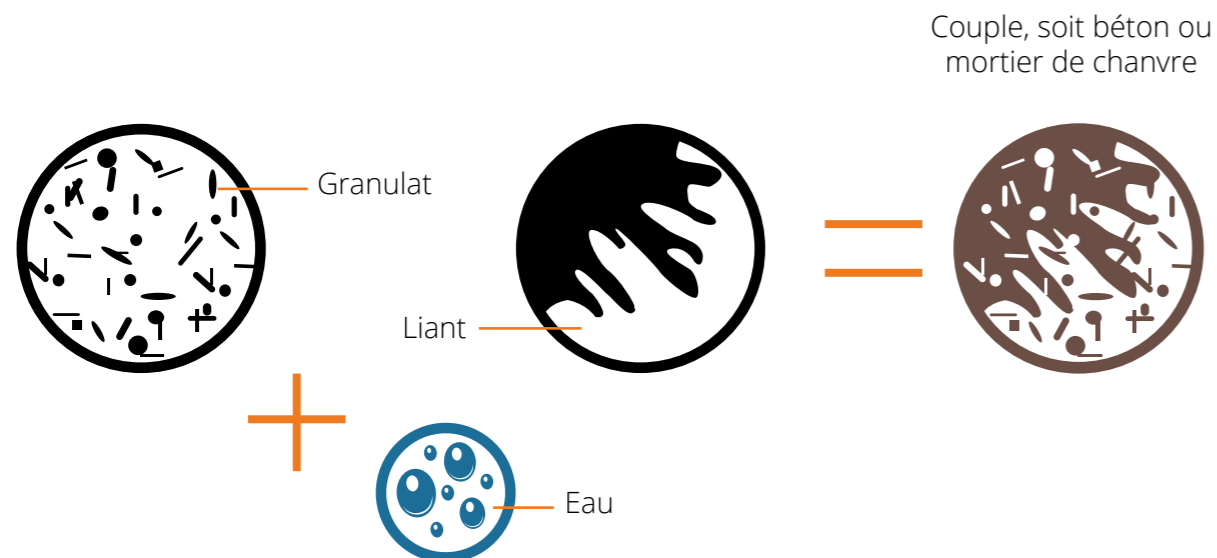 Couple, soit béton ou
mortier de chanvre
Granulat
Liant
Eau